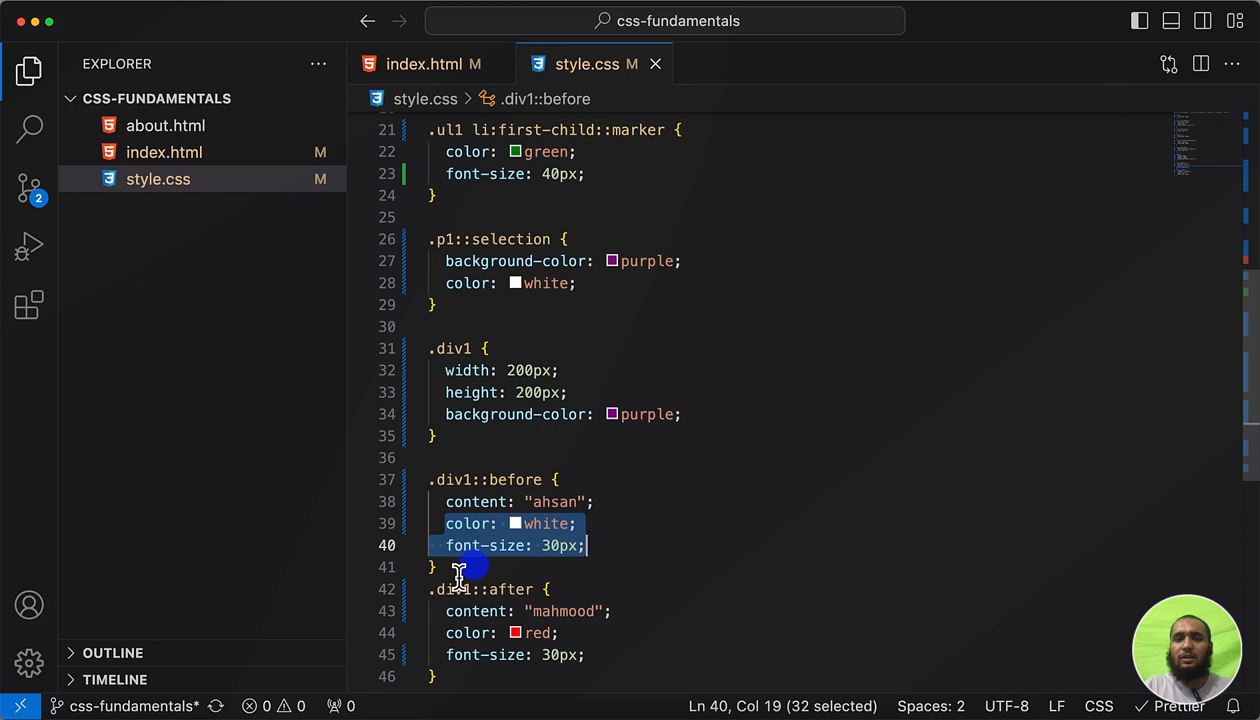 css-fundamentals
EXPLORER
index.html M
style.css M
CSS-FUNDAMENTALS
style.css > .div1::before
about.html
index.html M
style.css M
2
21 .ul1 li:first-child::marker {
22 color: green;
23 font-size: 40px;
24 }
25
26 .p1::selection {
27 background-color: purple;
28 color: white;
29 }
30
31 .div1 {
32 width: 200px;
33 height: 200px;
34 background-color: purple;
35 }
36
37 .div1::before {
38 content: "ahsan";
39 color: white;
40 font-size: 30px;
41 }
42 .div1::after {
43 content: "mahmood";
44 color: red;
45 font-size: 30px;
46 }
OUTLINE
TIMELINE
css-fundamentals* 0 0 0 Ln 40, Col 19 (32 selected) Spaces: 2 UTF-8 LF CSS Prettier